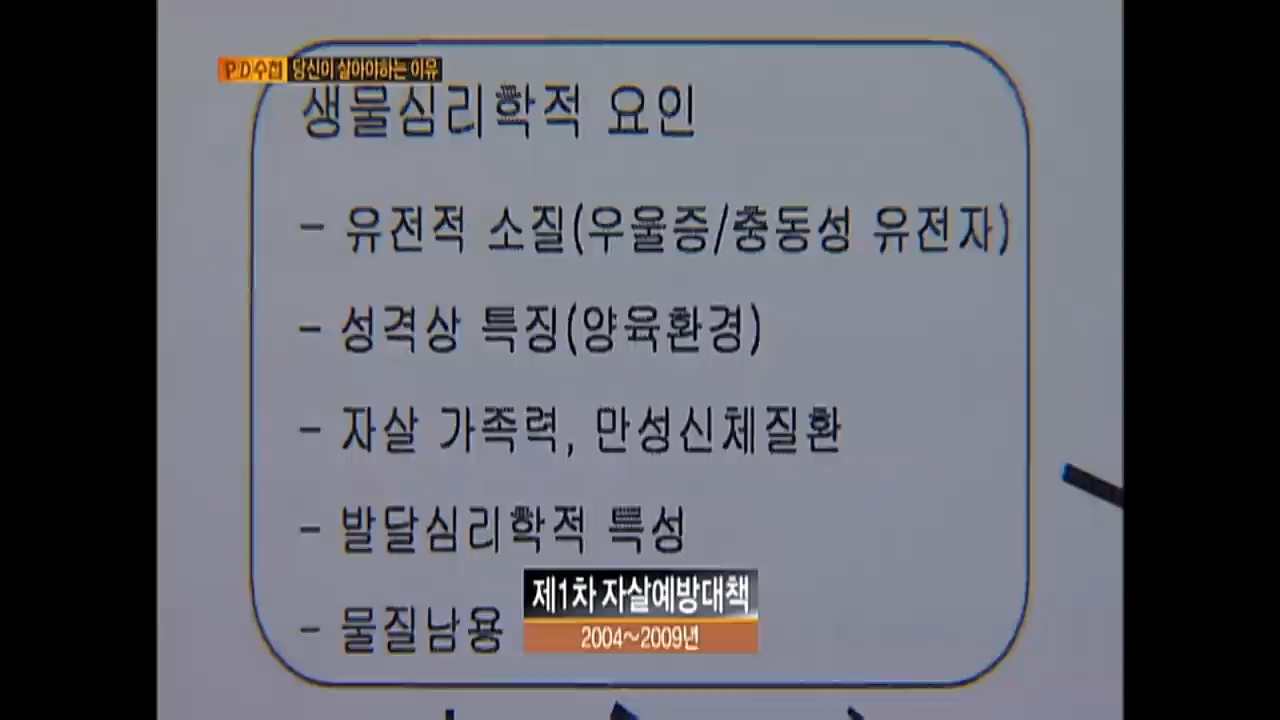 PD수첩 당신이 살아야하는 이유
생물심리학적 요인
- 유전적 소질(우울증/충동성 유전자)
- 성격상 특징(양육환경)
- 자살 가족력, 만성신체질환
- 발달심리학적 특성
- 물질남용
제1차 자살예방대책
2004~2009년